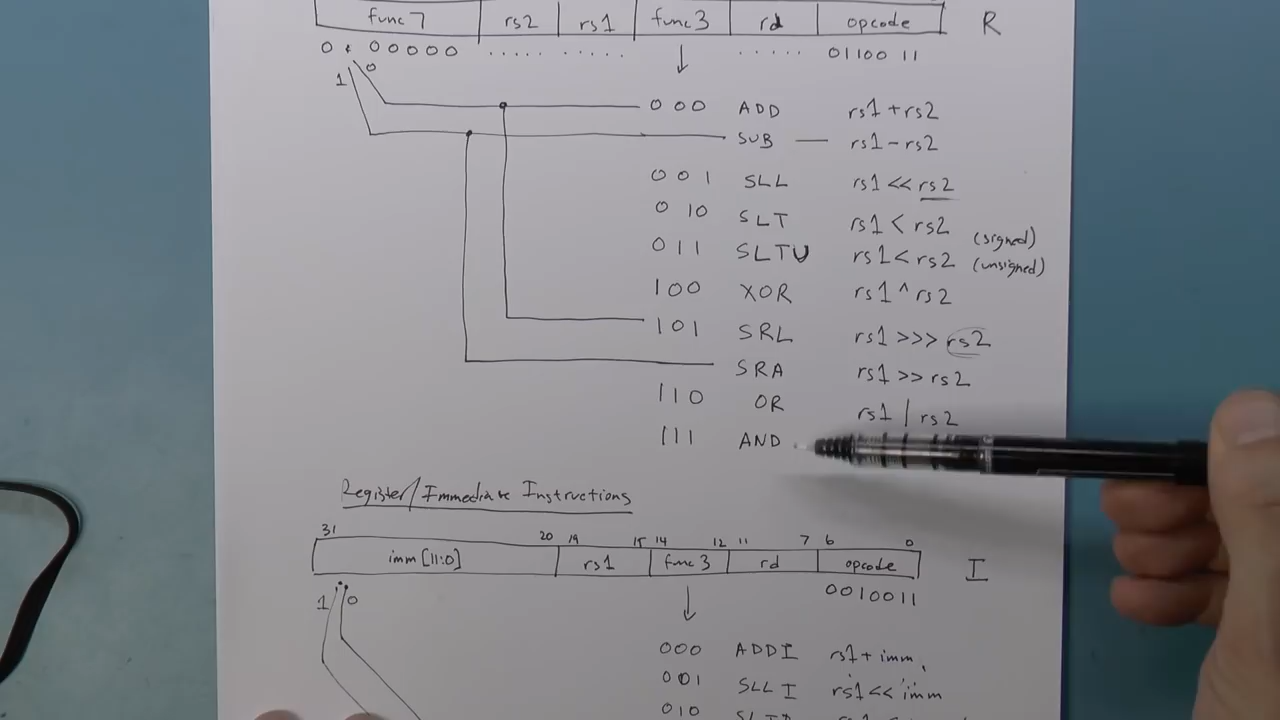 func7 rs2 rs1 func3 rd opcode R
0 · 00000 ..... ..... ↓ ..... 0110011
1 0
000 ADD rs1+rs2
SUB — rs1-rs2
001 SLL rs1 << rs2
010 SLT rs1 < rs2 (signed)
011 SLTU rs1 < rs2 (unsigned)
100 XOR rs1 ^ rs2
101 SRL rs1 >>> rs2
SRA rs1 >> rs2
110 OR rs1 | rs2
111 AND
Register/Immediate Instructions
31 20 19 15 14 12 11 7 6 0
imm [11:0] rs1 func3 rd opcode I
1 0 ↓ 0010011
000 ADDI rs1 + imm
001 SLLI rs1 << imm
010